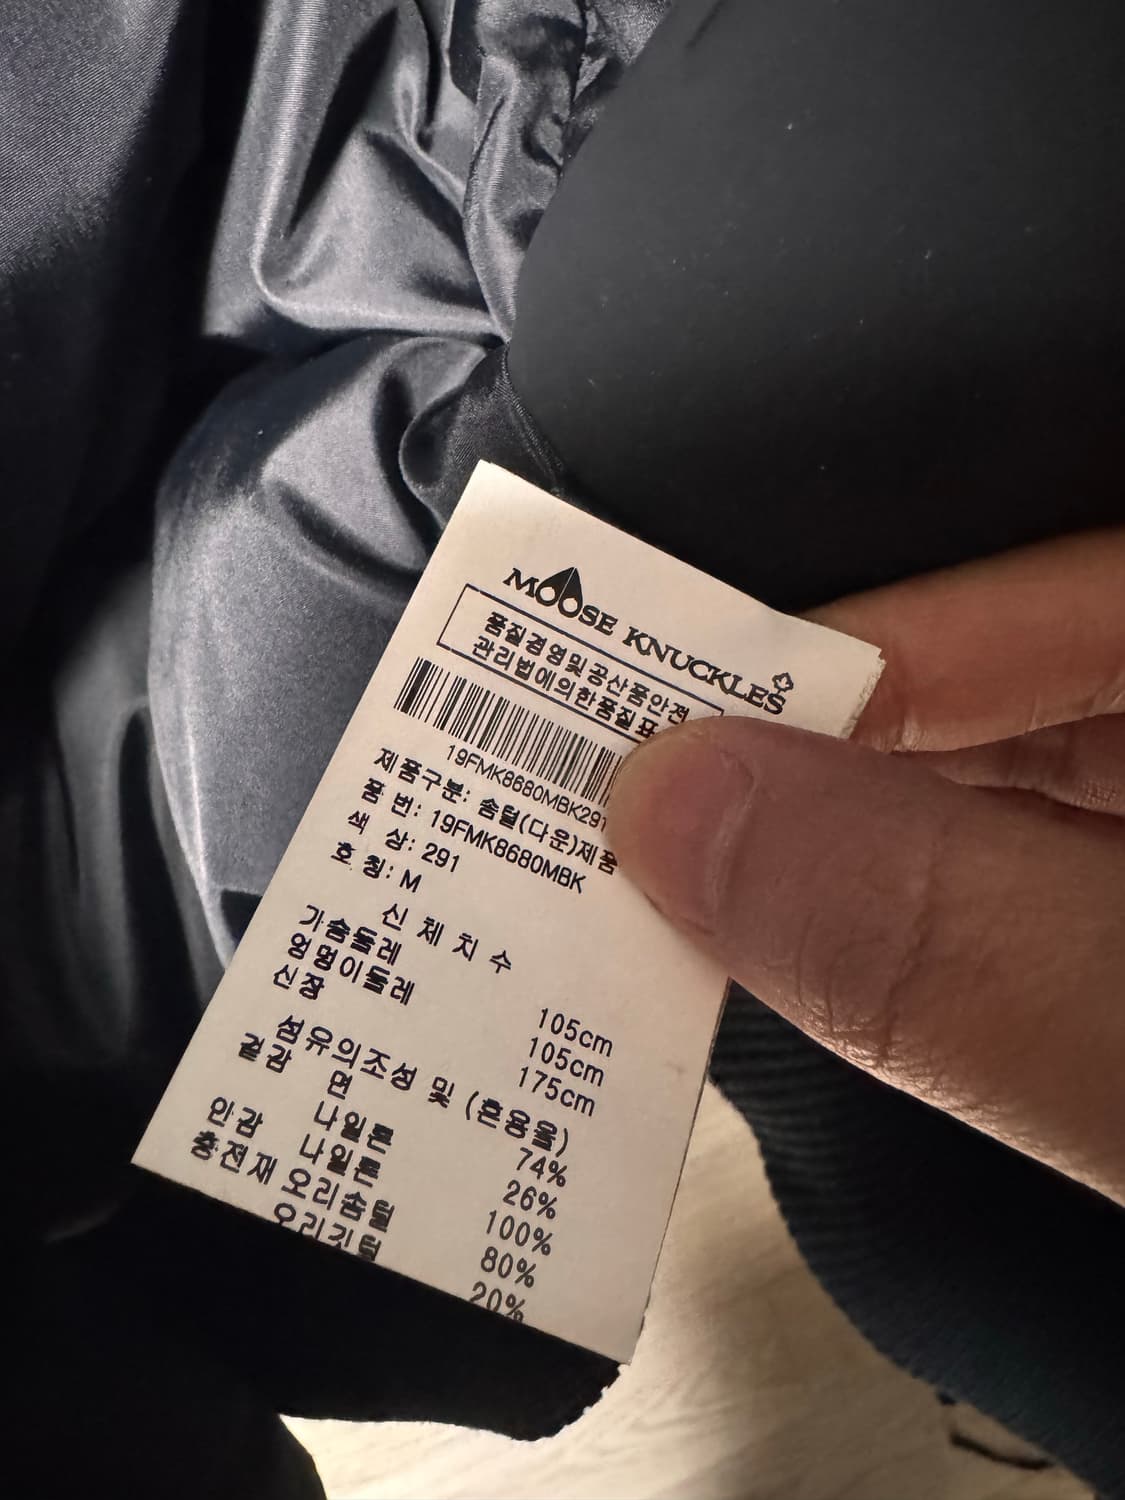 MOOSE KNUCKLES
품질경영및공산품안전
관리법에의한품질표
19FMK8680MBK291
제품구분: 솜털(다운)제품
품 번: 19FMK8680MBK
색 상: 291
호 칭: M
신 체 치 수
가슴둘레 105cm
엉덩이둘레 105cm
신장 175cm
섬유의조성 및 (혼용율)
겉감 면 74%
나일론 26%
안감 나일론 100%
충전재 오리솜털 80%
오리깃털 20%